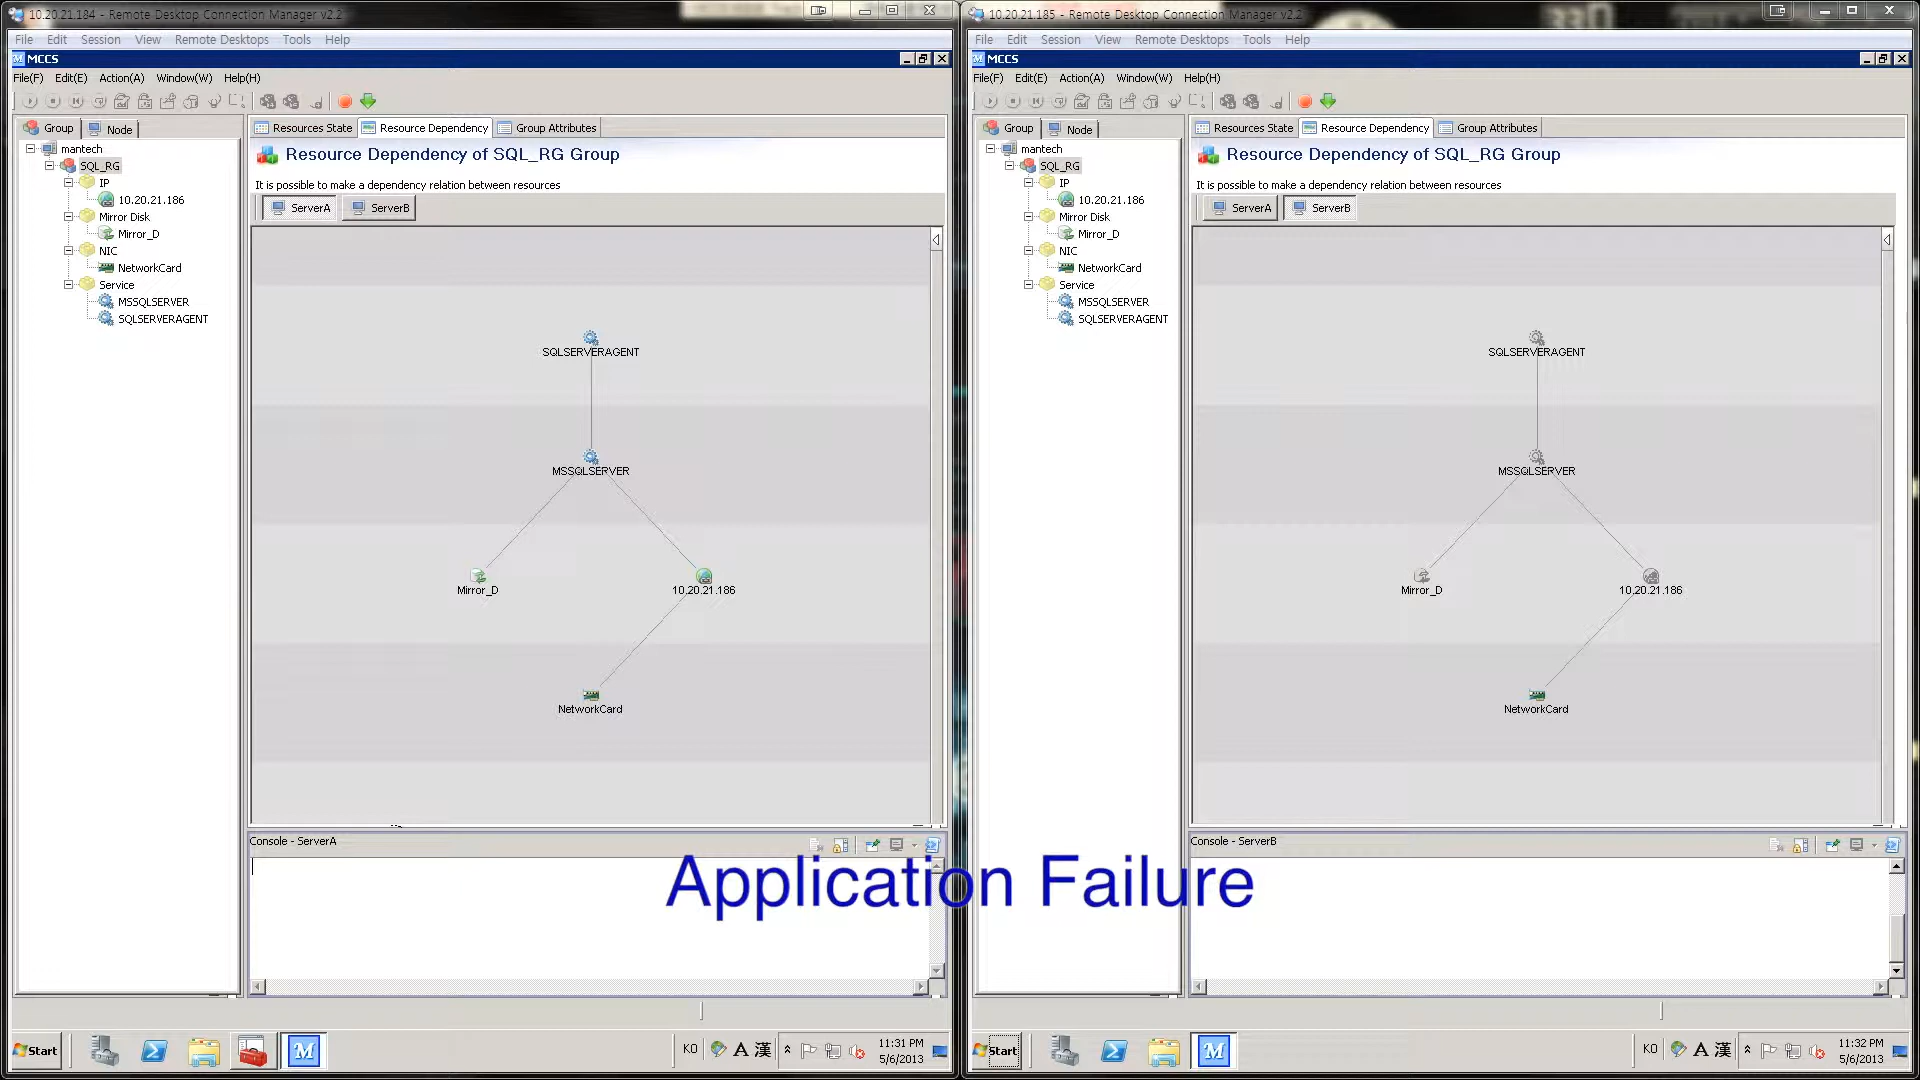 10.20.21.184 - Remote Desktop Connection Manager v2.2
File Edit Session View Remote Desktops Tools Help
MCCS
File(F) Edit(E) Action(A) Window(W) Help(H)
Group Node
mantech
SQL_RG
IP
10.20.21.186
Mirror Disk
Mirror_D
NIC
NetworkCard
Service
MSSQLSERVER
SQLSERVERAGENT
Resources State Resource Dependency Group Attributes
Resource Dependency of SQL_RG Group
It is possible to make a dependency relation between resources
ServerA ServerB
SQLSERVERAGENT
MSSQLSERVER
Mirror_D 10.20.21.186
NetworkCard
Console - ServerA
Start
M
KO A 漢 11:31 PM
5/6/2013
10.20.21.185 - Remote Desktop Connection Manager v2.2
File Edit Session View Remote Desktops Tools Help
MCCS
File(F) Edit(E) Action(A) Window(W) Help(H)
Group Node
mantech
SQL_RG
IP
10.20.21.186
Mirror Disk
Mirror_D
NIC
NetworkCard
Service
MSSQLSERVER
SQLSERVERAGENT
Resources State Resource Dependency Group Attributes
Resource Dependency of SQL_RG Group
It is possible to make a dependency relation between resources
ServerA ServerB
SQLSERVERAGENT
MSSQLSERVER
Mirror_D 10.20.21.186
NetworkCard
Console - ServerB
Start
M
KO A 漢 11:32 PM
5/6/2013
Application Failure